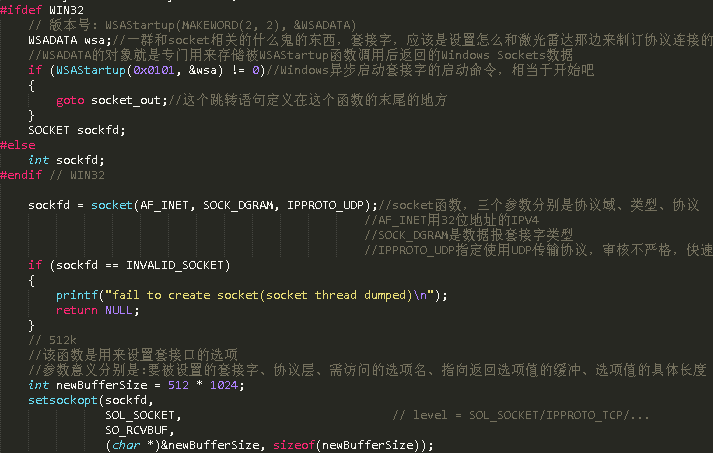 #ifdef WIN32
// 版本号: WSAStartup(MAKEWORD(2, 2), &WSADATA)
WSADATA wsa;//一群和socket相关的什么鬼的东西，套接字，应该是设置怎么和激光雷达那边来制订协议连接的
//WSADATA的对象就是专门用来存储被WSAStartup函数调用后返回的Windows Sockets数据
if (WSAStartup(0x0101, &wsa) != 0)//Windows异步启动套接字的启动命令，相当于开始吧
{
goto socket_out;//这个跳转语句定义在这个函数的末尾的地方
}
SOCKET sockfd;
#else
int sockfd;
#endif // WIN32
sockfd = socket(AF_INET, SOCK_DGRAM, IPPROTO_UDP);//socket函数，三个参数分别是协议域、类型、协议
//AF_INET用32位地址的IPV4
//SOCK_DGRAM是数据报套接字类型
//IPPROTO_UDP指定使用UDP传输协议，审核不严格，快速
if (sockfd == INVALID_SOCKET)
{
printf("fail to create socket(socket thread dumped)\n");
return NULL;
}
// 512k
//该函数是用来设置套接口的选项
//参数意义分别是:要被设置的套接字、协议层、需访问的选项名、指向返回选项值的缓冲、选项值的具体长度
int newBufferSize = 512 * 1024;
setsockopt(sockfd,
SOL_SOCKET, // level = SOL_SOCKET/IPPROTO_TCP/...
SO_RCVBUF,
(char *)&newBufferSize, sizeof(newBufferSize));